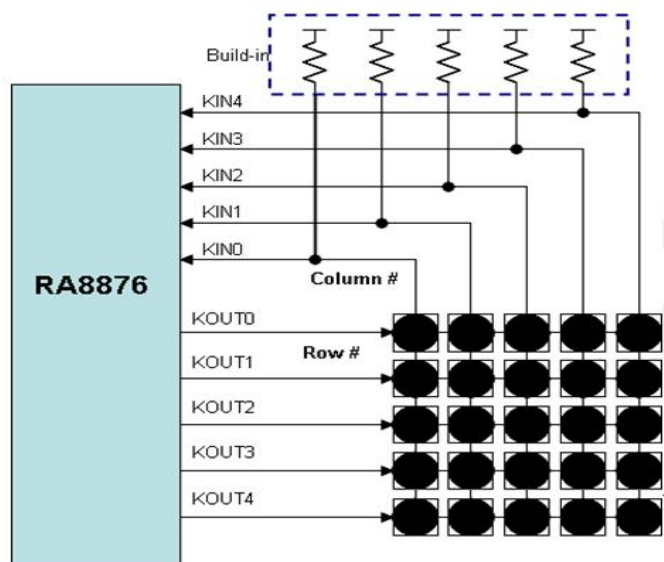 Build-in
KIN4
KIN3
KIN2
KIN1
KIN0
Column #
RA8876
KOUT0
Row #
KOUT1
KOUT2
KOUT3
KOUT4